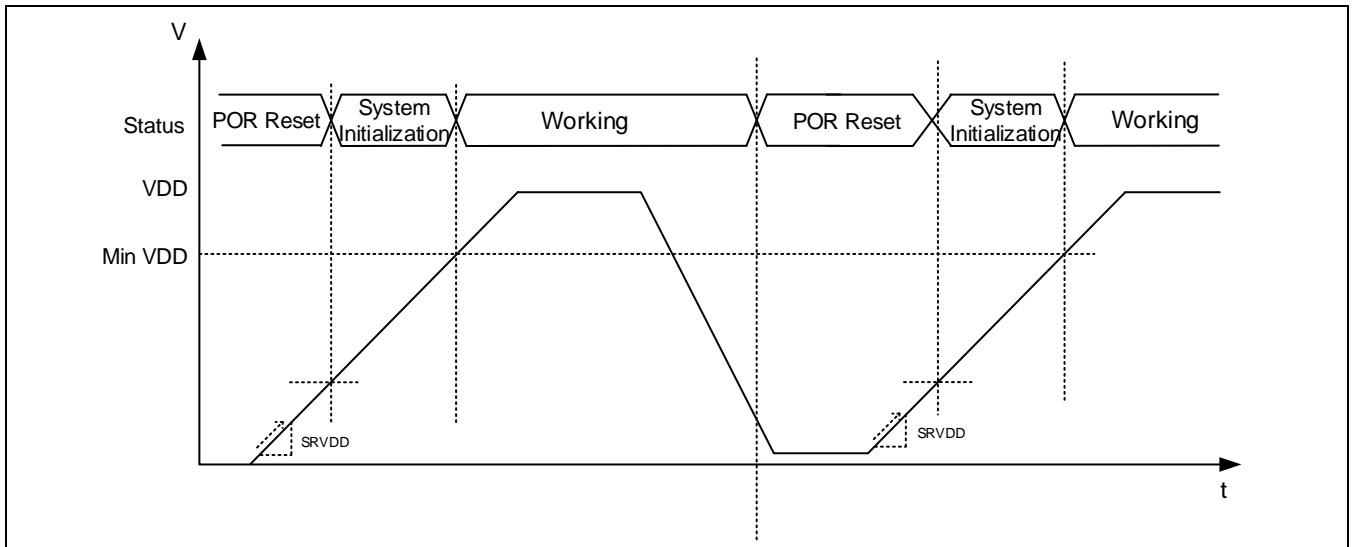 V
Status
POR Reset
System
Initialization
Working
POR Reset
System
Initialization
Working
VDD
Min VDD
SRVDD
SRVDD
t